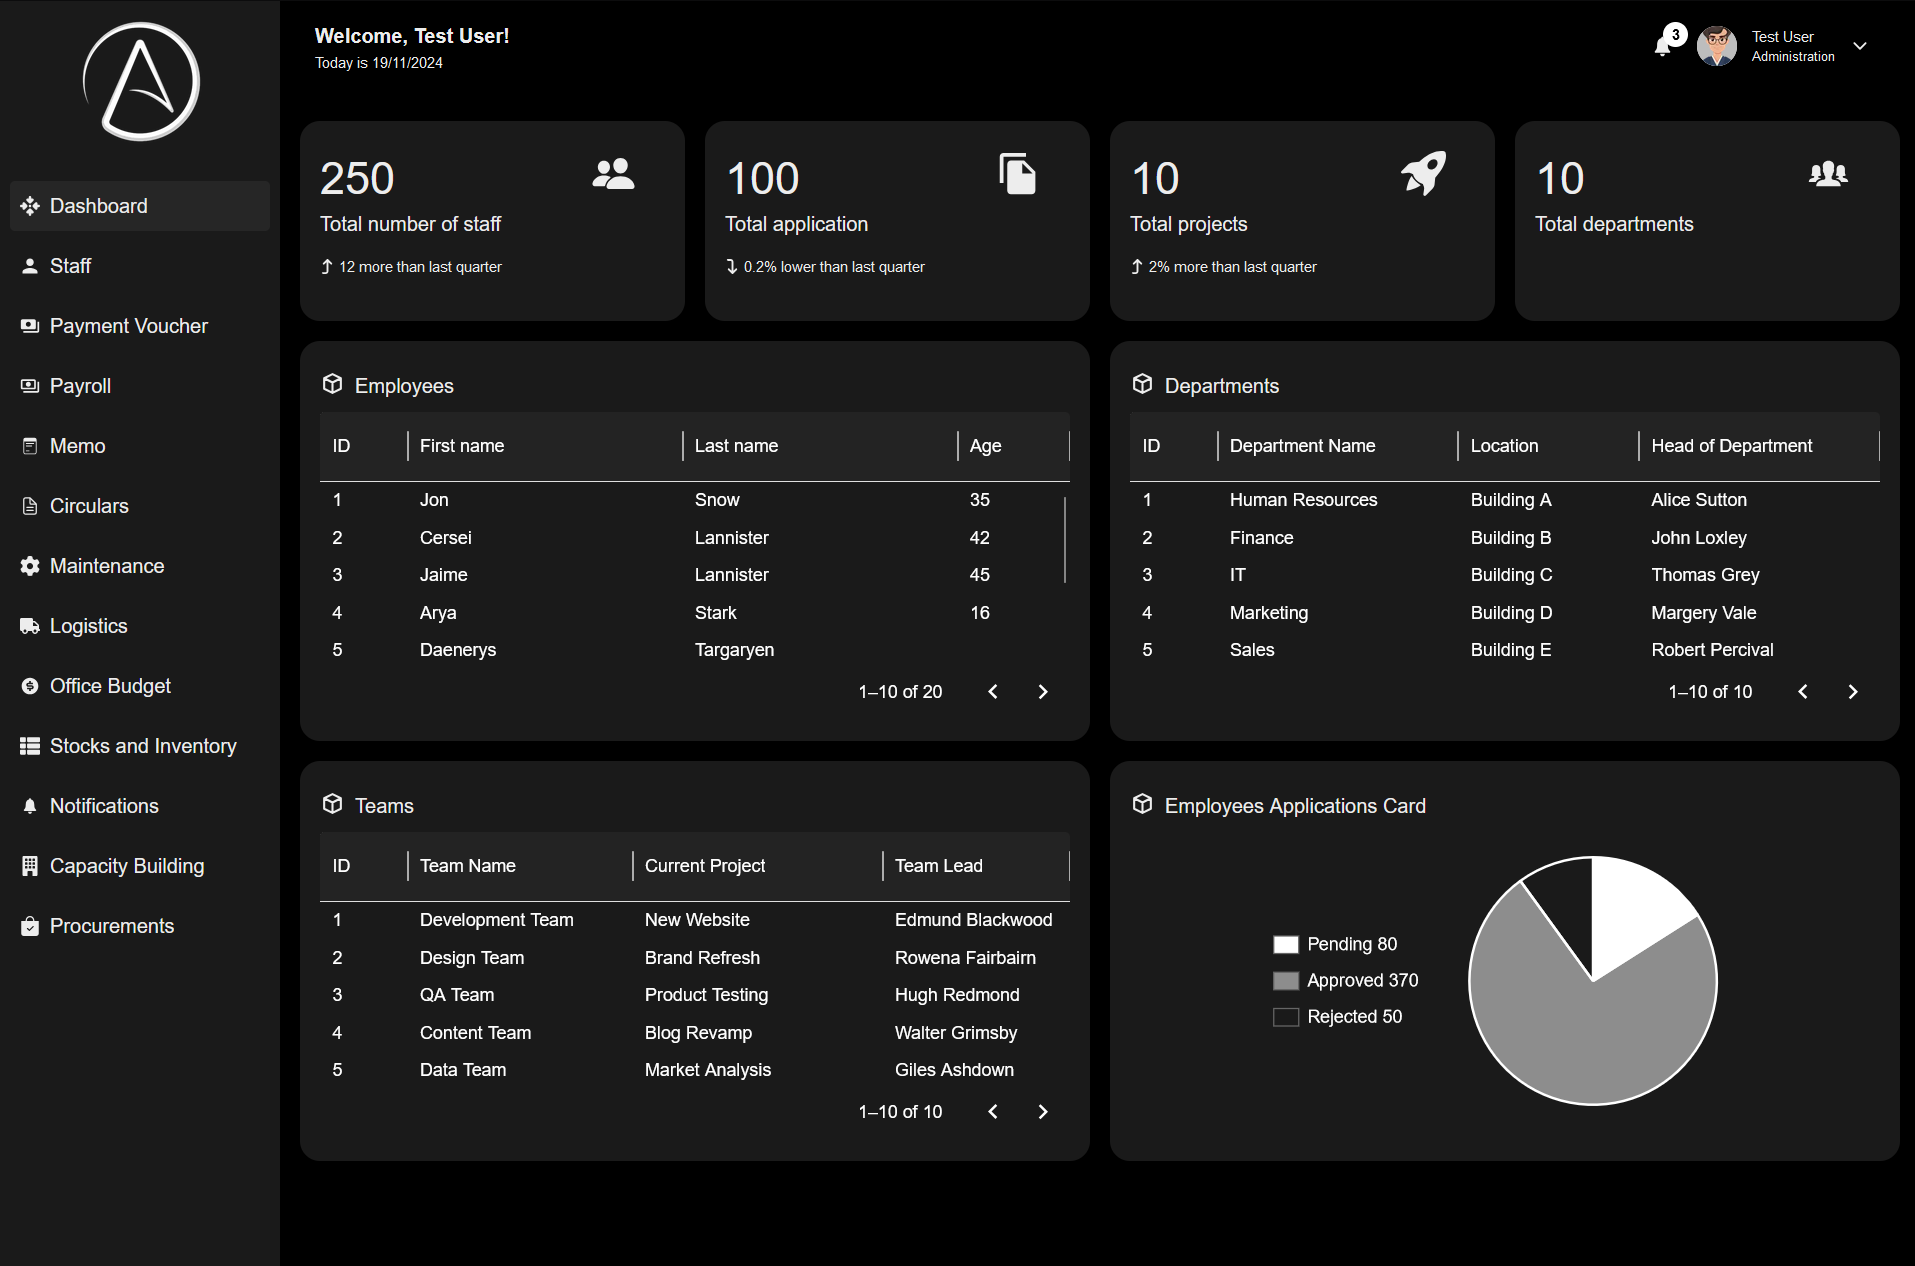 Welcome, Test User!
Today is 19/11/2024
3
Test User
Administration
Dashboard
Staff
Payment Voucher
Payroll
Memo
Circulars
Maintenance
Logistics
Office Budget
Stocks and Inventory
Notifications
Capacity Building
Procurements
250
Total number of staff
12 more than last quarter
100
Total application
0.2% lower than last quarter
10
Total projects
2% more than last quarter
10
Total departments
Employees
ID First name Last name Age
1 Jon Snow 35
2 Cersei Lannister 42
3 Jaime Lannister 45
4 Arya Stark 16
5 Daenerys Targaryen
1–10 of 20
Departments
ID Department Name Location Head of Department
1 Human Resources Building A Alice Sutton
2 Finance Building B John Loxley
3 IT Building C Thomas Grey
4 Marketing Building D Margery Vale
5 Sales Building E Robert Percival
1–10 of 10
Teams
ID Team Name Current Project Team Lead
1 Development Team New Website Edmund Blackwood
2 Design Team Brand Refresh Rowena Fairbairn
3 QA Team Product Testing Hugh Redmond
4 Content Team Blog Revamp Walter Grimsby
5 Data Team Market Analysis Giles Ashdown
1–10 of 10
Employees Applications Card
Pending 80
Approved 370
Rejected 50